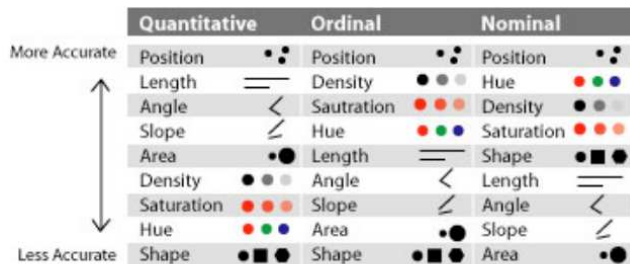 Quantitative Ordinal Nominal
More Accurate Position Position Position
Length Density Hue
Angle Sautration Density
Slope Hue Saturation
Area Length Shape
Density Angle Length
Saturation Slope Angle
Hue Area Slope
Less Accurate Shape Shape Area